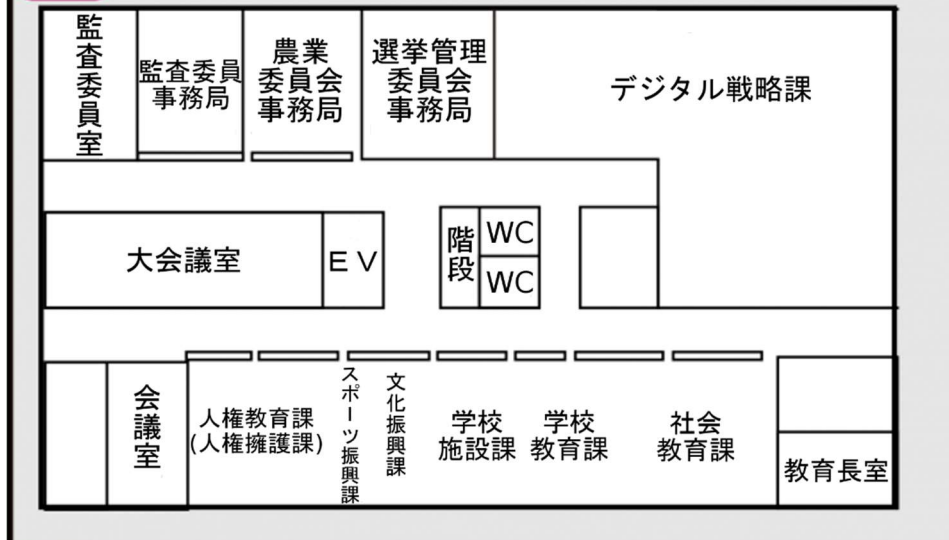 監査委員室
監査委員
事務局
農業
委員会
事務局
選挙管理
委員会
事務局
デジタル戦略課
大会議室
ＥＶ
階段
WC
WC
会議室
人権教育課
(人権擁護課)
スポーツ振興課
文化振興課
学校
施設課
学校
教育課
社会
教育課
教育長室